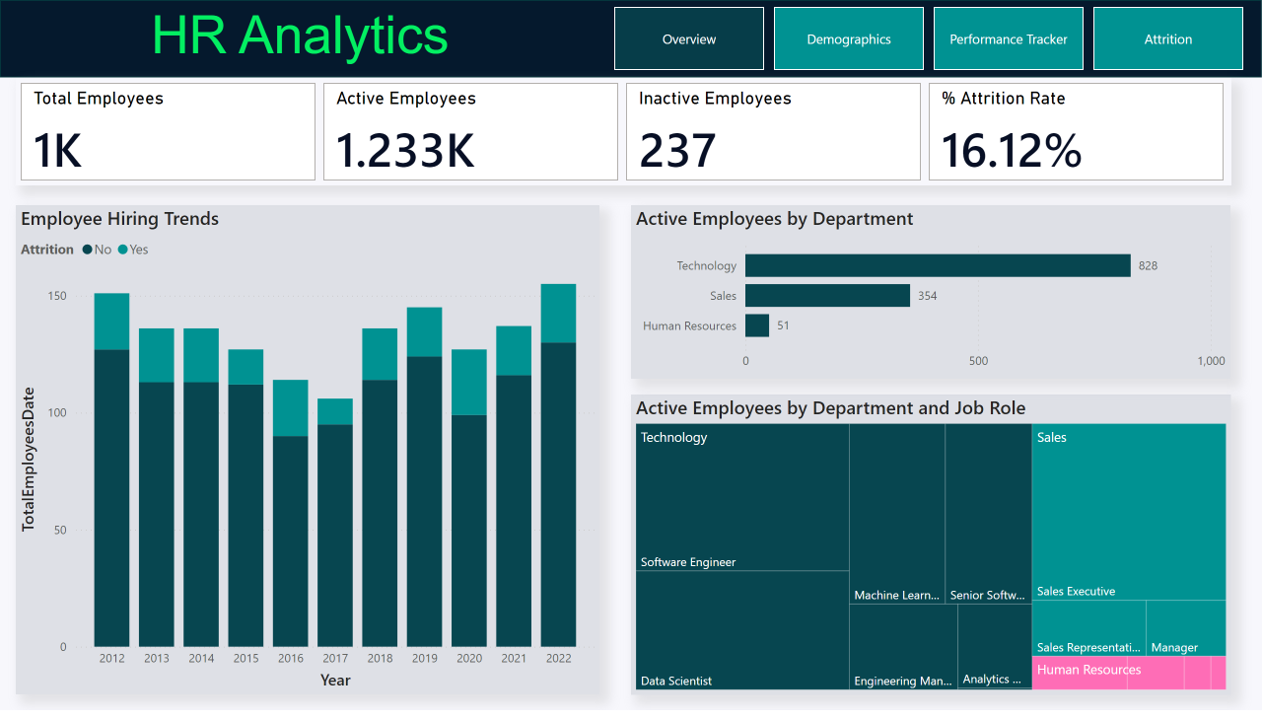 HR Analytics
Overview
Demographics
Performance Tracker
Attrition
Total Employees
1K
Active Employees
1.233K
Inactive Employees
237
% Attrition Rate
16.12%
Employee Hiring Trends
Attrition No Yes
TotalEmployeesDate
150
100
50
0
2012 2013 2014 2015 2016 2017 2018 2019 2020 2021 2022
Year
Active Employees by Department
Technology 828
Sales 354
Human Resources 51
0 500 1,000
Active Employees by Department and Job Role
Technology
Software Engineer
Data Scientist
Machine Learn...
Senior Softw...
Engineering Man...
Analytics ...
Sales
Sales Executive
Sales Representati...
Manager
Human Resources